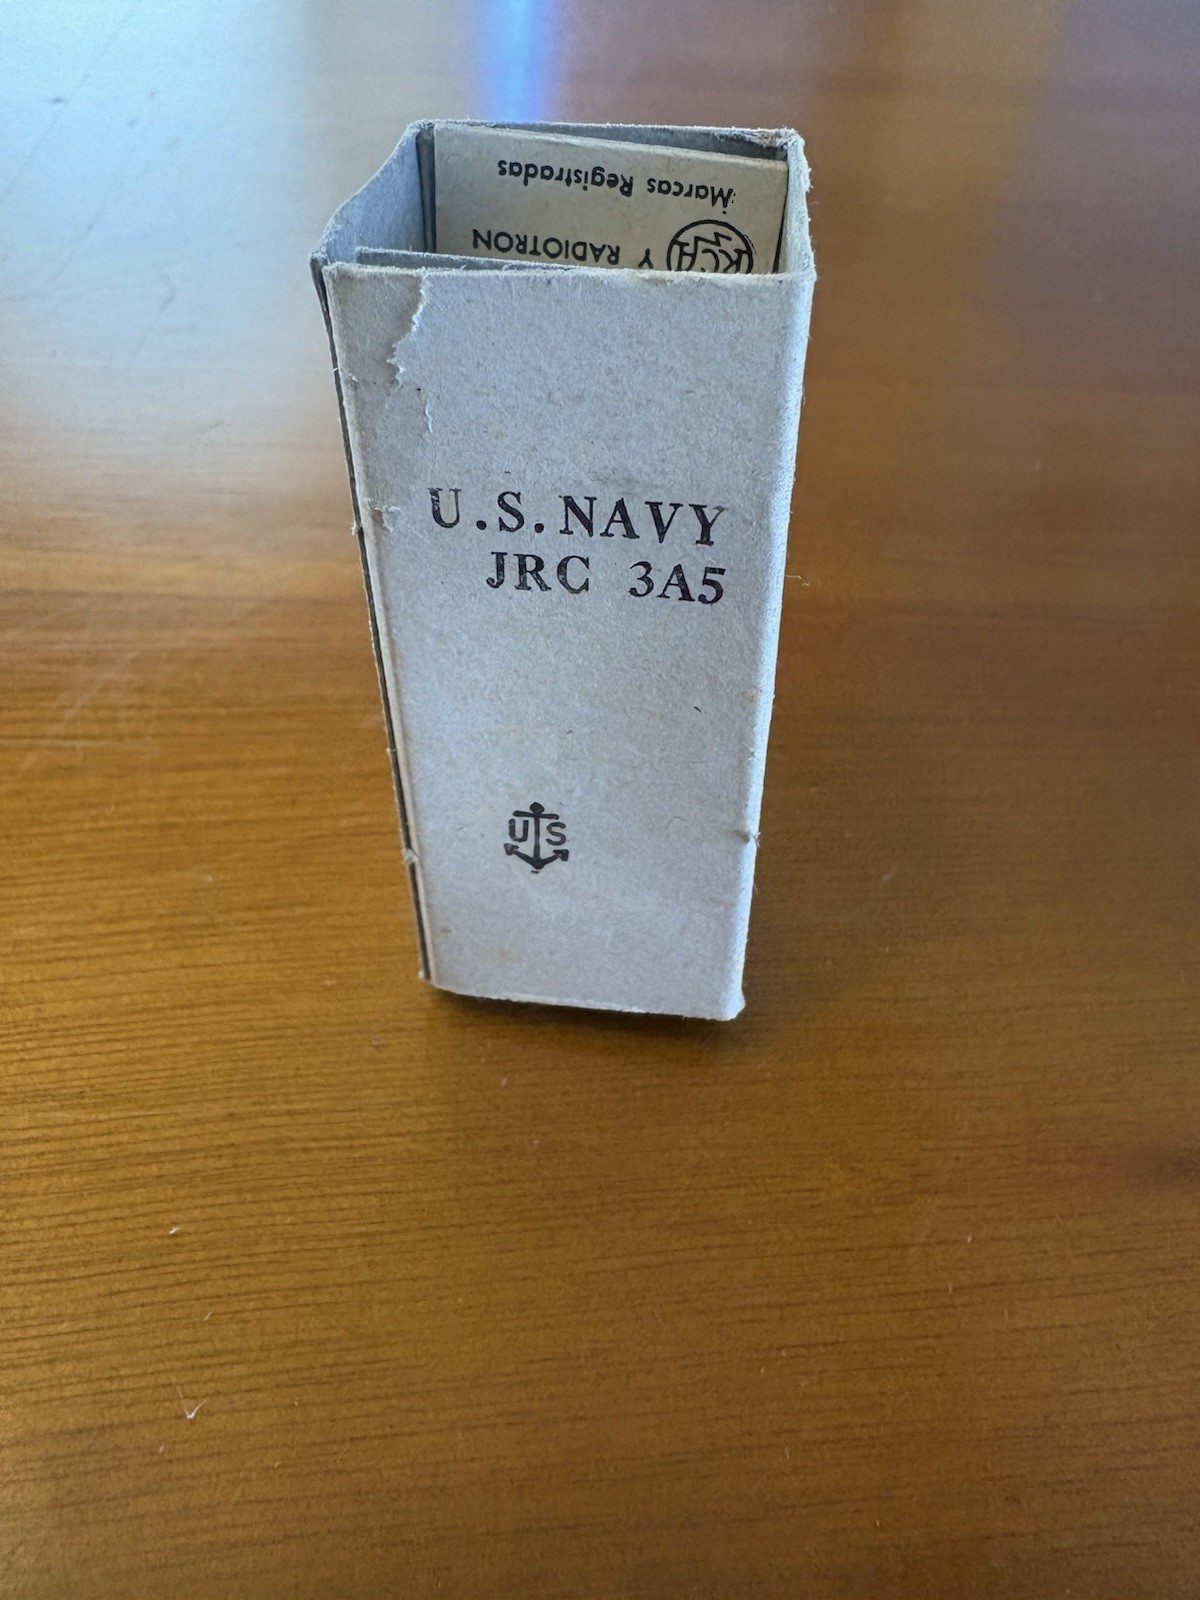 Marcas Registradas
RCA Y RADIOTRON
U.S. NAVY
JRC 3A5
U S